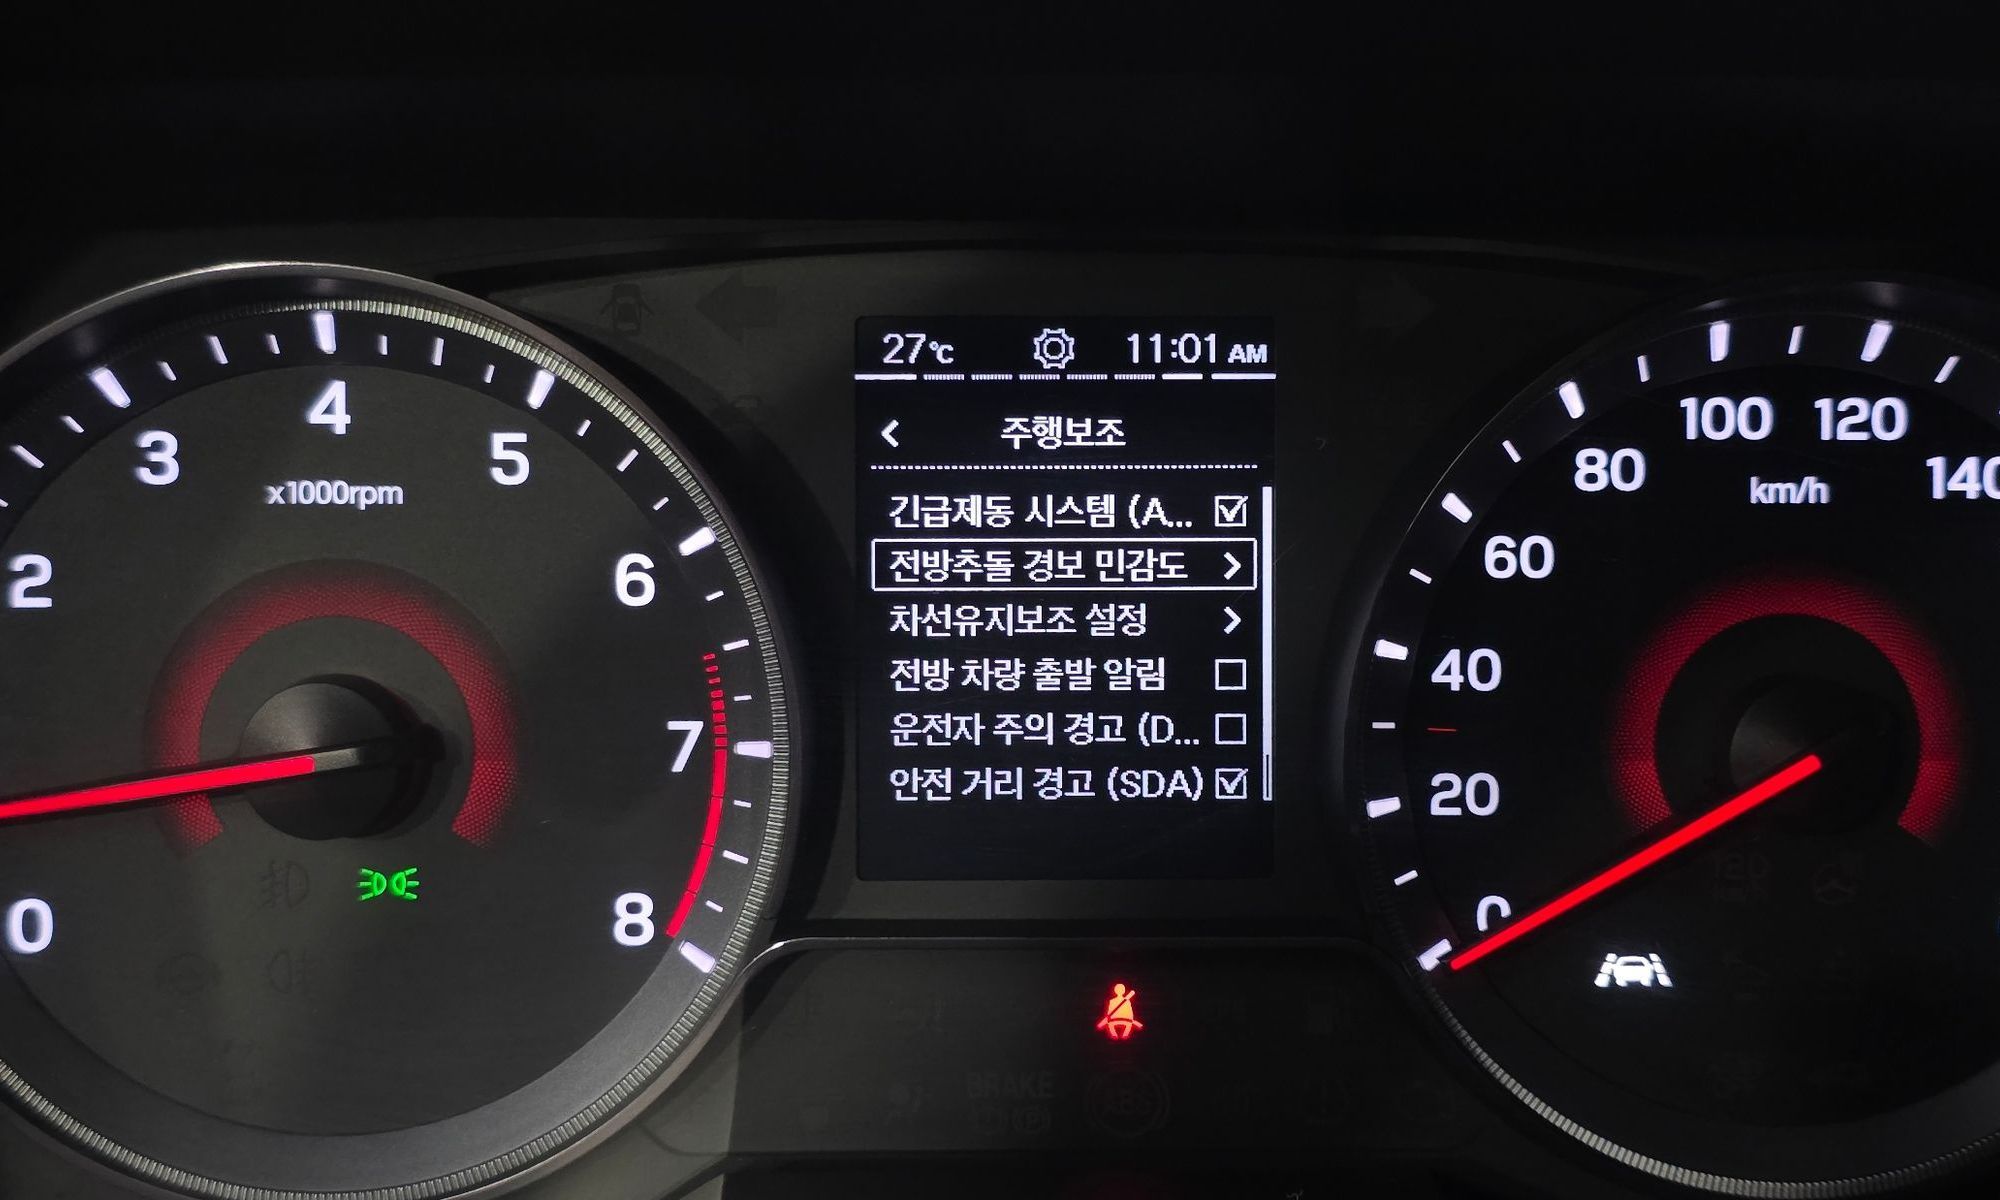 27℃ 11:01 AM
주행보조
긴급제동 시스템 (A...
전방추돌 경보 민감도
차선유지보조 설정
전방 차량 출발 알림
운전자 주의 경고 (D...
안전 거리 경고 (SDA)
0
2
3
4
5
6
7
8
x1000rpm
0
20
40
60
80
100
120
140
km/h
BRAKE
ABS